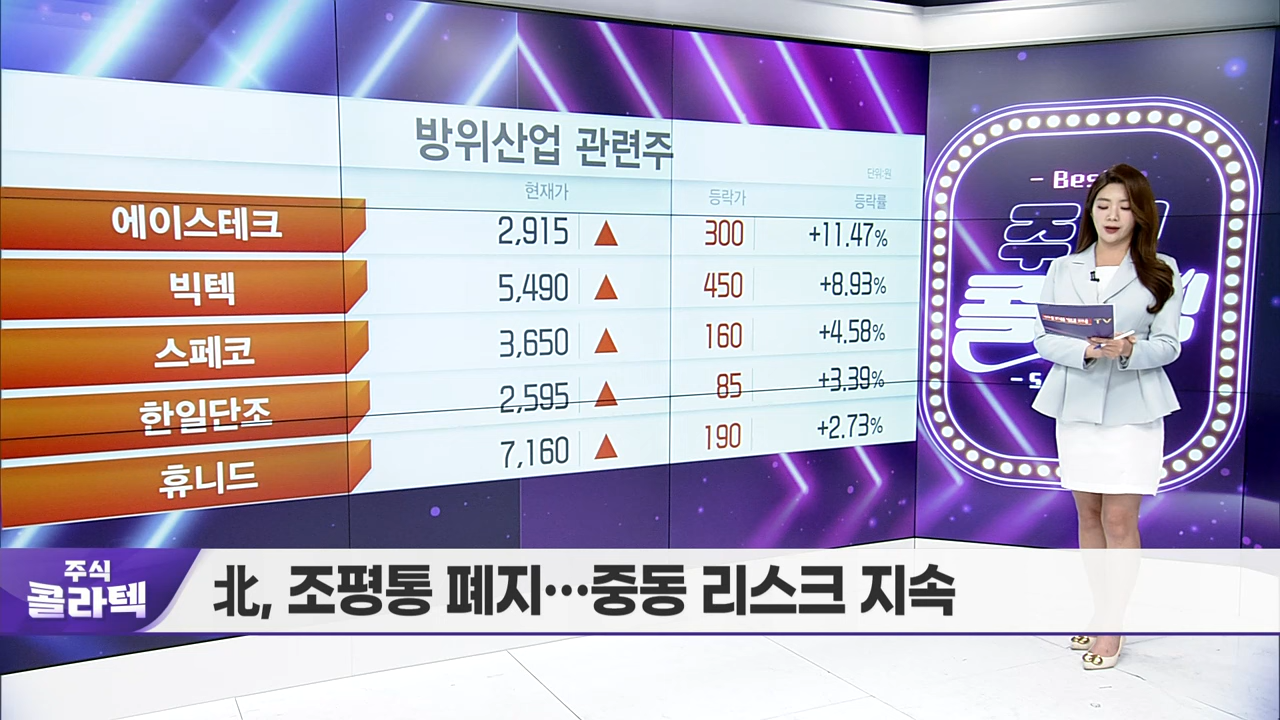 방위산업 관련주
단위:원
현재가 등락가 등락률
에이스테크 2,915 ▲ 300 +11.47%
빅텍 5,490 ▲ 450 +8.93%
스페코 3,650 ▲ 160 +4.58%
한일단조 2,595 ▲ 85 +3.39%
휴니드 7,160 ▲ 190 +2.73%
- Bes
주
콜
- S
TV
주식
콜라텍
北, 조평통 폐지…중동 리스크 지속